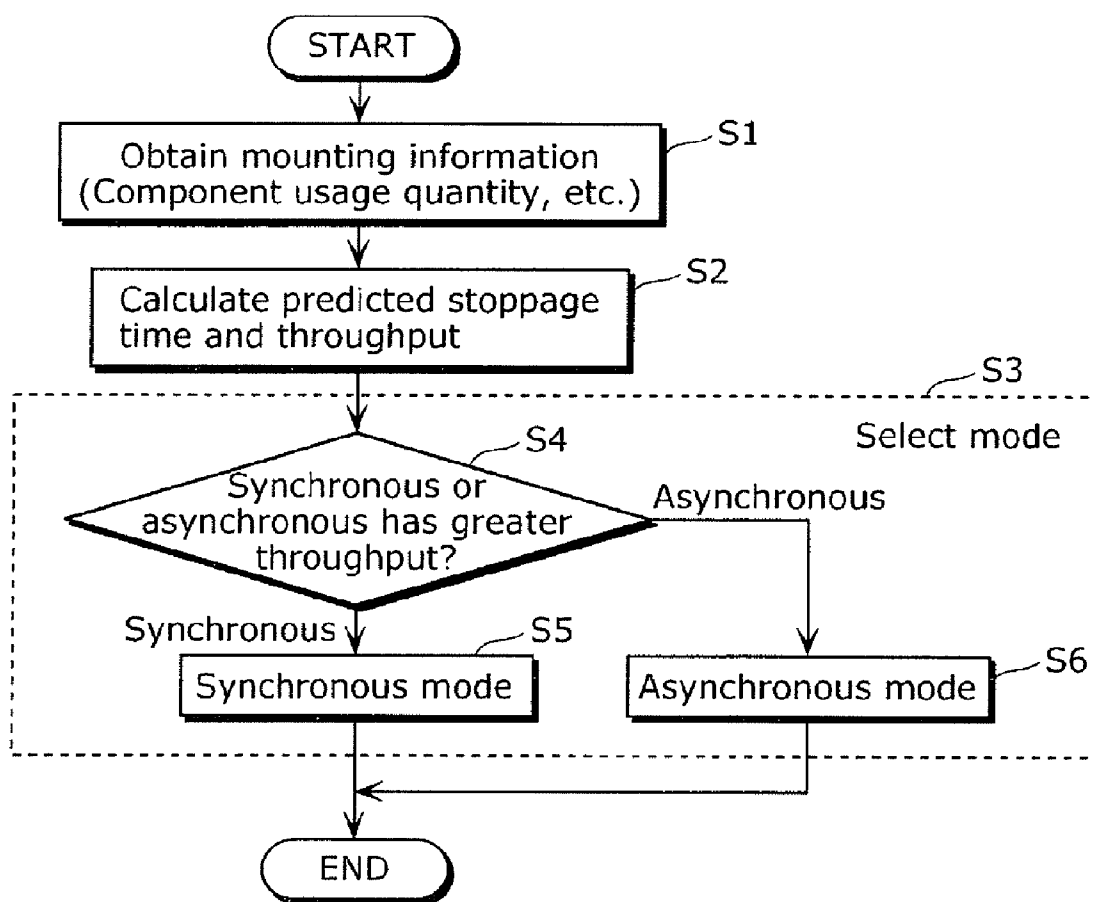 START
S1
Obtain mounting information
(Component usage quantity, etc.)
S2
Calculate predicted stoppage
time and throughput
S3
Select mode
S4
Synchronous or
asynchronous has greater
throughput?
Asynchronous
Synchronous
S5
Synchronous mode
S6
Asynchronous mode
END